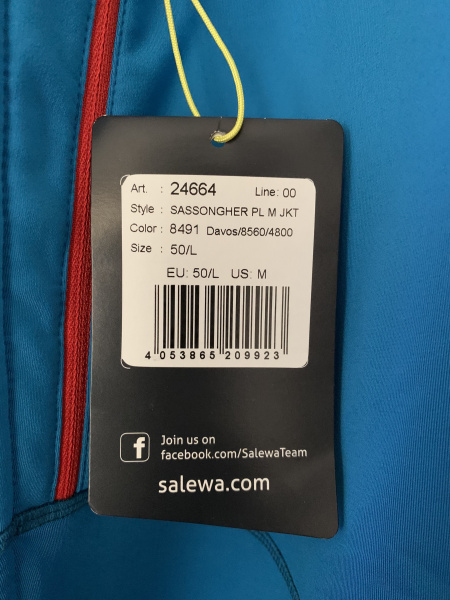 Art. : 24664 Line: 00
Style : SASSONGHER PL M JKT
Color : 8491 Davos/8560/4800
Size : 50/L
EU: 50/L US: M
4 053865 209923
f Join us on
facebook.com/SalewaTeam
salewa.com